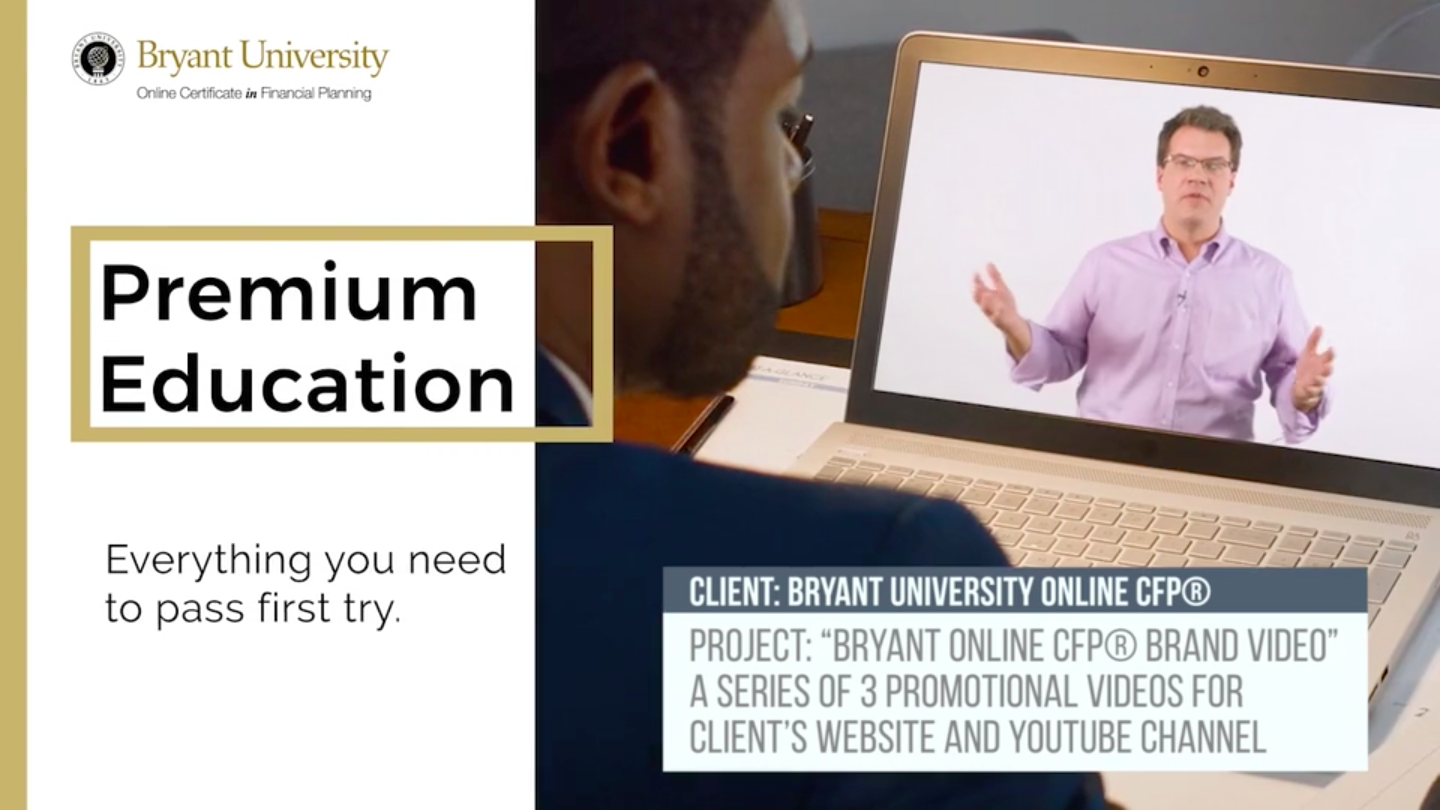 Bryant University
Online Certificate in Financial Planning
Premium
Education
Everything you need
to pass first try.
CLIENT: BRYANT UNIVERSITY ONLINE CFP®
PROJECT: “BRYANT ONLINE CFP® BRAND VIDEO”
A SERIES OF 3 PROMOTIONAL VIDEOS FOR
CLIENT’S WEBSITE AND YOUTUBE CHANNEL